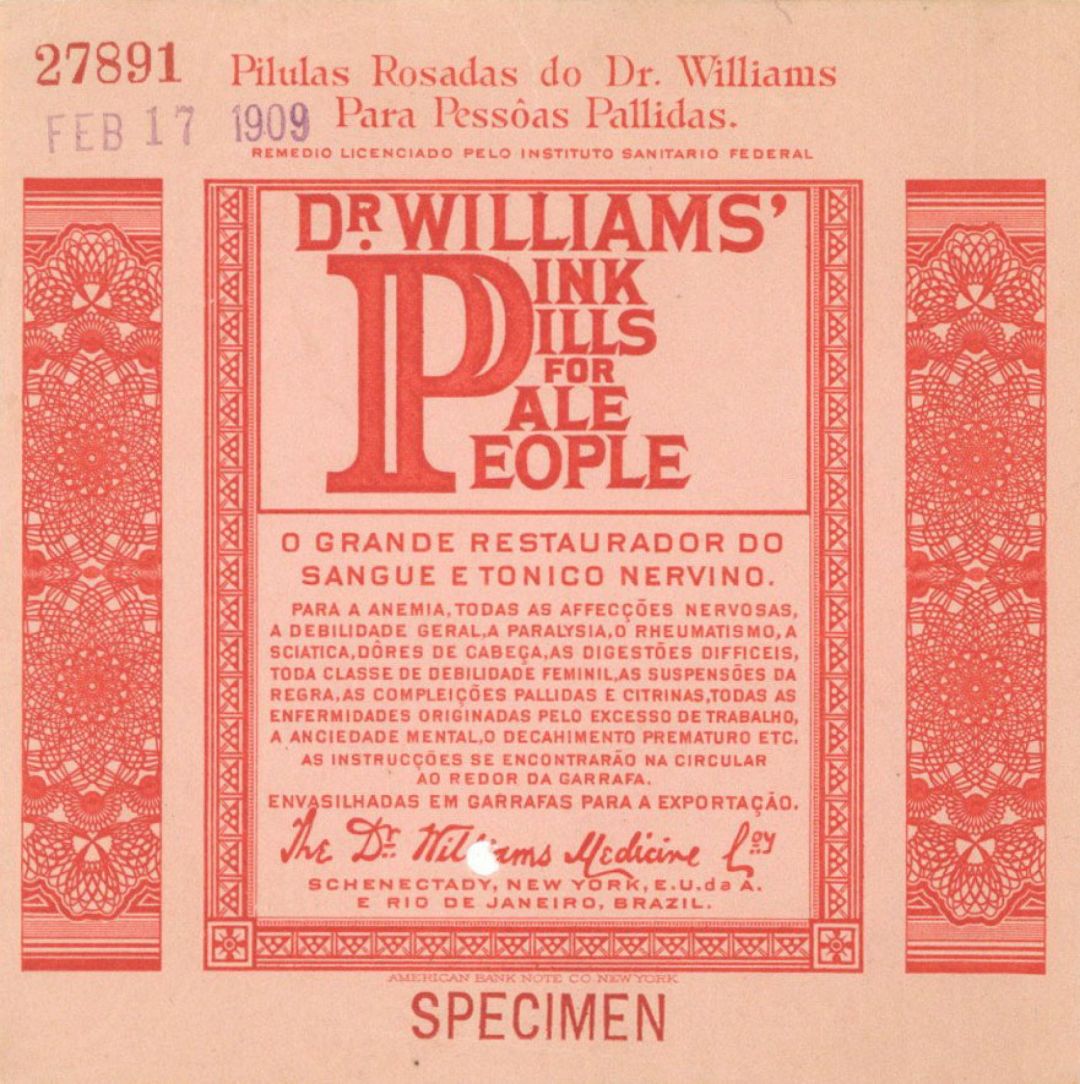 27891
Pilulas Rosadas do Dr. Williams
Para Pessôas Pallidas.
FEB 17 1909
REMEDIO LICENCIADO PELO INSTITUTO SANITARIO FEDERAL
DR. WILLIAMS'
PINK
PILLS
FOR
PALE
PEOPLE
O GRANDE RESTAURADOR DO
SANGUE E TONICO NERVINO.
PARA A ANEMIA, TODAS AS AFFECÇÕES NERVOSAS,
A DEBILIDADE GERAL, A PARALYSIA, O RHEUMATISMO, A
SCIATICA, DÔRES DE CABEÇA, AS DIGESTÕES DIFFICEIS,
TODA CLASSE DE DEBILIDADE FEMINIL, AS SUSPENSÕES DA
REGRA, AS COMPLEIÇÕES PALLIDAS E CITRINAS, TODAS AS
ENFERMIDADES ORIGINADAS PELO EXCESSO DE TRABALHO,
A ANCIEDADE MENTAL, O DECAHIMENTO PREMATURO ETC.
AS INSTRUCÇÕES SE ENCONTRARÃO NA CIRCULAR
AO REDOR DA GARRAFA.
ENVASILHADAS EM GARRAFAS PARA A EXPORTAÇÃO.
The Dr. Williams Medicine Coy
SCHENECTADY, NEW YORK, E.U.da A.
E RIO DE JANEIRO, BRAZIL.
AMERICAN BANK NOTE CO. NEW YORK
SPECIMEN